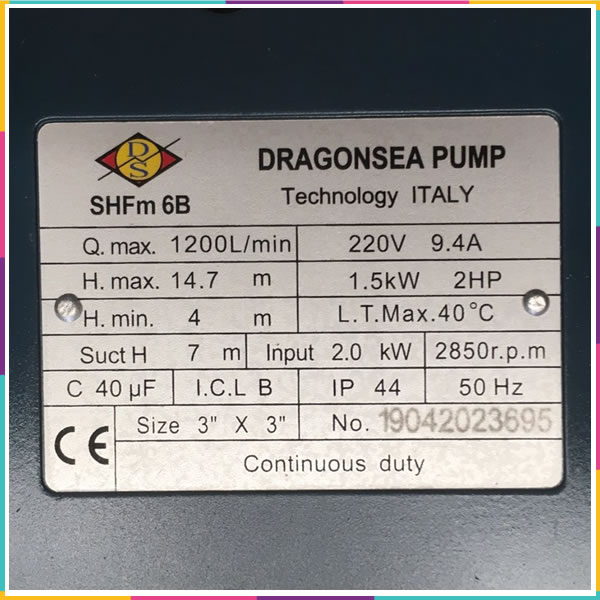 DS
DRAGONSEA PUMP
SHFm 6B
Technology ITALY
Q. max. 1200L/min 220V 9.4A
H. max. 14.7 m 1.5kW 2HP
H. min. 4 m L.T.Max.40°C
Suct H 7 m Input 2.0 kW 2850r.p.m
C 40 µF I.C.L B IP 44 50 Hz
CE Size 3" X 3" No. 19042023695
Continuous duty